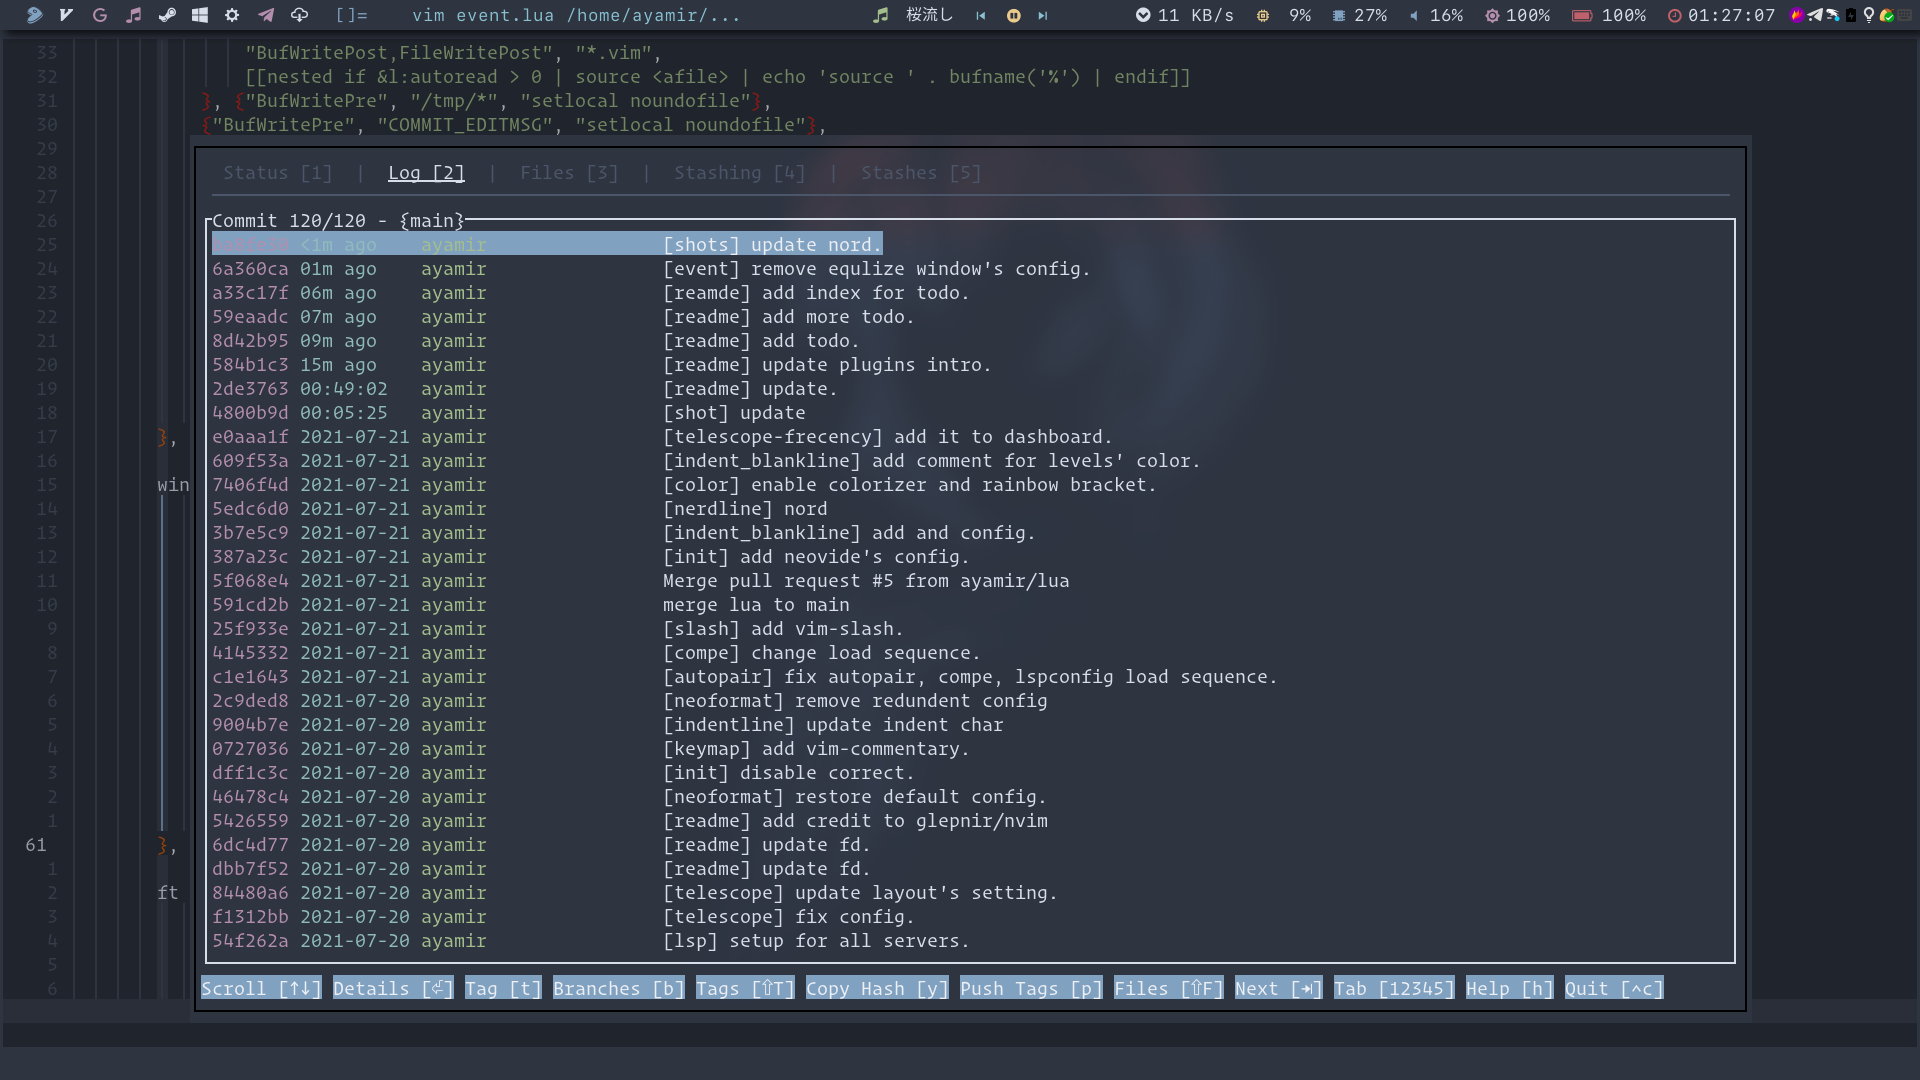 []= vim event.lua /home/ayamir/... 桜流し 11 KB/s 9% 27% 16% 100% 100% 01:27:07
33 "BufWritePost,FileWritePost", "*.vim",
32 [[nested if &l:autoread > 0 | source <afile> | echo 'source ' . bufname('%') | endif]]
31 }, {"BufWritePre", "/tmp/*", "setlocal noundofile"},
30 {"BufWritePre", "COMMIT_EDITMSG", "setlocal noundofile"},
29
28 Status [1] | Log [2] | Files [3] | Stashing [4] | Stashes [5]
27
26 Commit 120/120 - {main}
25 <1m ago ayamir [shots] update nord.
24 6a360ca 01m ago ayamir [event] remove equlize window's config.
23 a33c17f 06m ago ayamir [reamde] add index for todo.
22 59eaadc 07m ago ayamir [readme] add more todo.
21 8d42b95 09m ago ayamir [readme] add todo.
20 584b1c3 15m ago ayamir [readme] update plugins intro.
19 2de3763 00:49:02 ayamir [readme] update.
18 4800b9d 00:05:25 ayamir [shot] update
17 }, e0aaa1f 2021-07-21 ayamir [telescope-frecency] add it to dashboard.
16 609f53a 2021-07-21 ayamir [indent_blankline] add comment for levels' color.
15 win 7406f4d 2021-07-21 ayamir [color] enable colorizer and rainbow bracket.
14 5edc6d0 2021-07-21 ayamir [nerdline] nord
13 3b7e5c9 2021-07-21 ayamir [indent_blankline] add and config.
12 387a23c 2021-07-21 ayamir [init] add neovide's config.
11 5f068e4 2021-07-21 ayamir Merge pull request #5 from ayamir/lua
10 591cd2b 2021-07-21 ayamir merge lua to main
9 25f933e 2021-07-21 ayamir [slash] add vim-slash.
8 4145332 2021-07-21 ayamir [compe] change load sequence.
7 c1e1643 2021-07-21 ayamir [autopair] fix autopair, compe, lspconfig load sequence.
6 2c9ded8 2021-07-20 ayamir [neoformat] remove redundent config
5 9004b7e 2021-07-20 ayamir [indentline] update indent char
4 0727036 2021-07-20 ayamir [keymap] add vim-commentary.
3 dff1c3c 2021-07-20 ayamir [init] disable correct.
2 46478c4 2021-07-20 ayamir [neoformat] restore default config.
1 5426559 2021-07-20 ayamir [readme] add credit to glepnir/nvim
61 }, 6dc4d77 2021-07-20 ayamir [readme] update fd.
1 dbb7f52 2021-07-20 ayamir [readme] update fd.
2 ft 84480a6 2021-07-20 ayamir [telescope] update layout's setting.
3 f1312bb 2021-07-20 ayamir [telescope] fix config.
4 54f262a 2021-07-20 ayamir [lsp] setup for all servers.
5
6 Scroll [↑↓] Details [⏎] Tag [t] Branches [b] Tags [⇧T] Copy Hash [y] Push Tags [p] Files [⇧F] Next [⇥] Tab [12345] Help [h] Quit [^c]